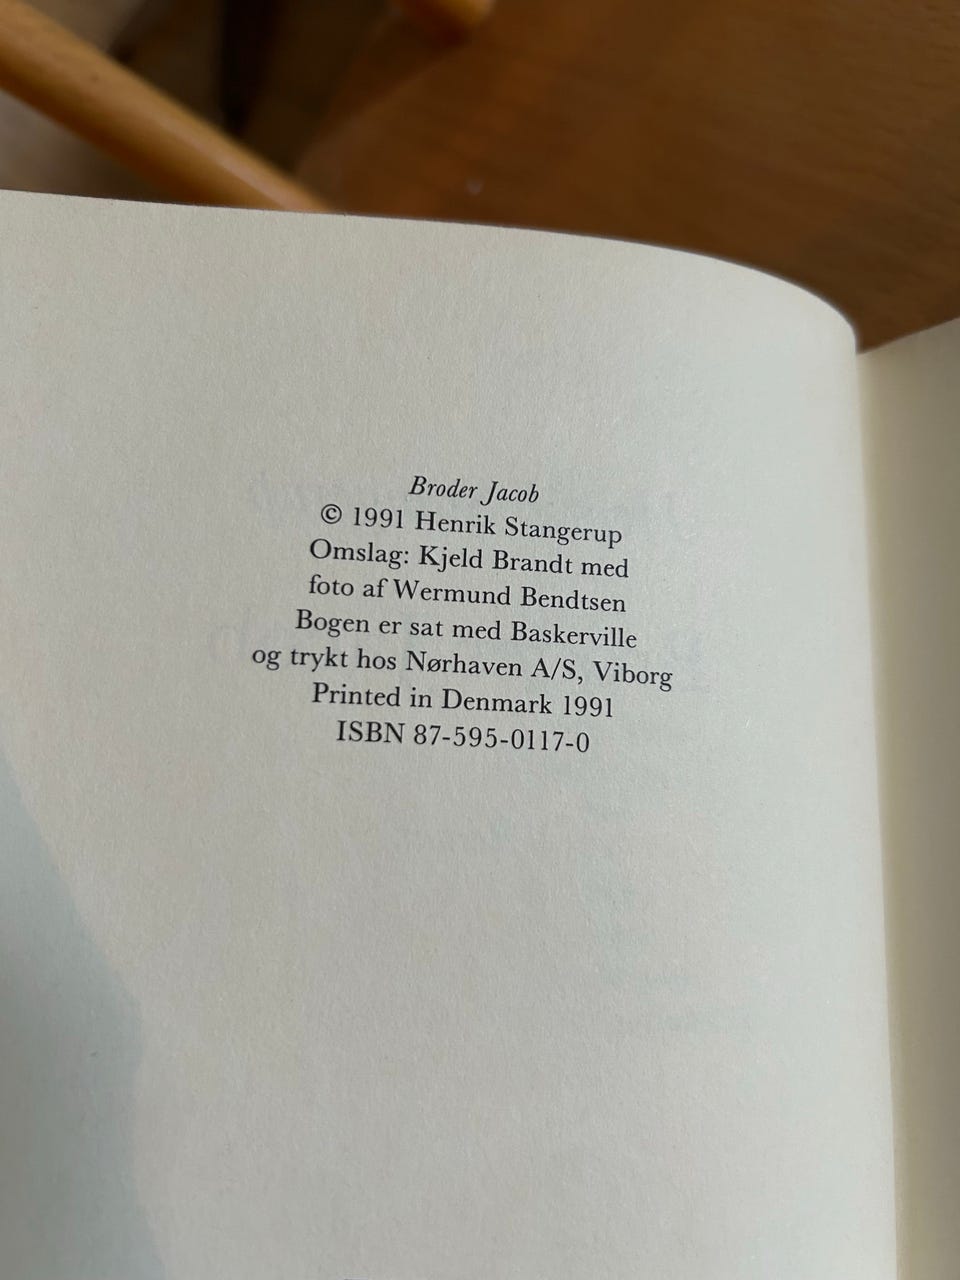 Broder Jacob
© 1991 Henrik Stangerup
Omslag: Kjeld Brandt med
foto af Wermund Bendtsen
Bogen er sat med Baskerville
og trykt hos Nørhaven A/S, Viborg
Printed in Denmark 1991
ISBN 87-595-0117-0